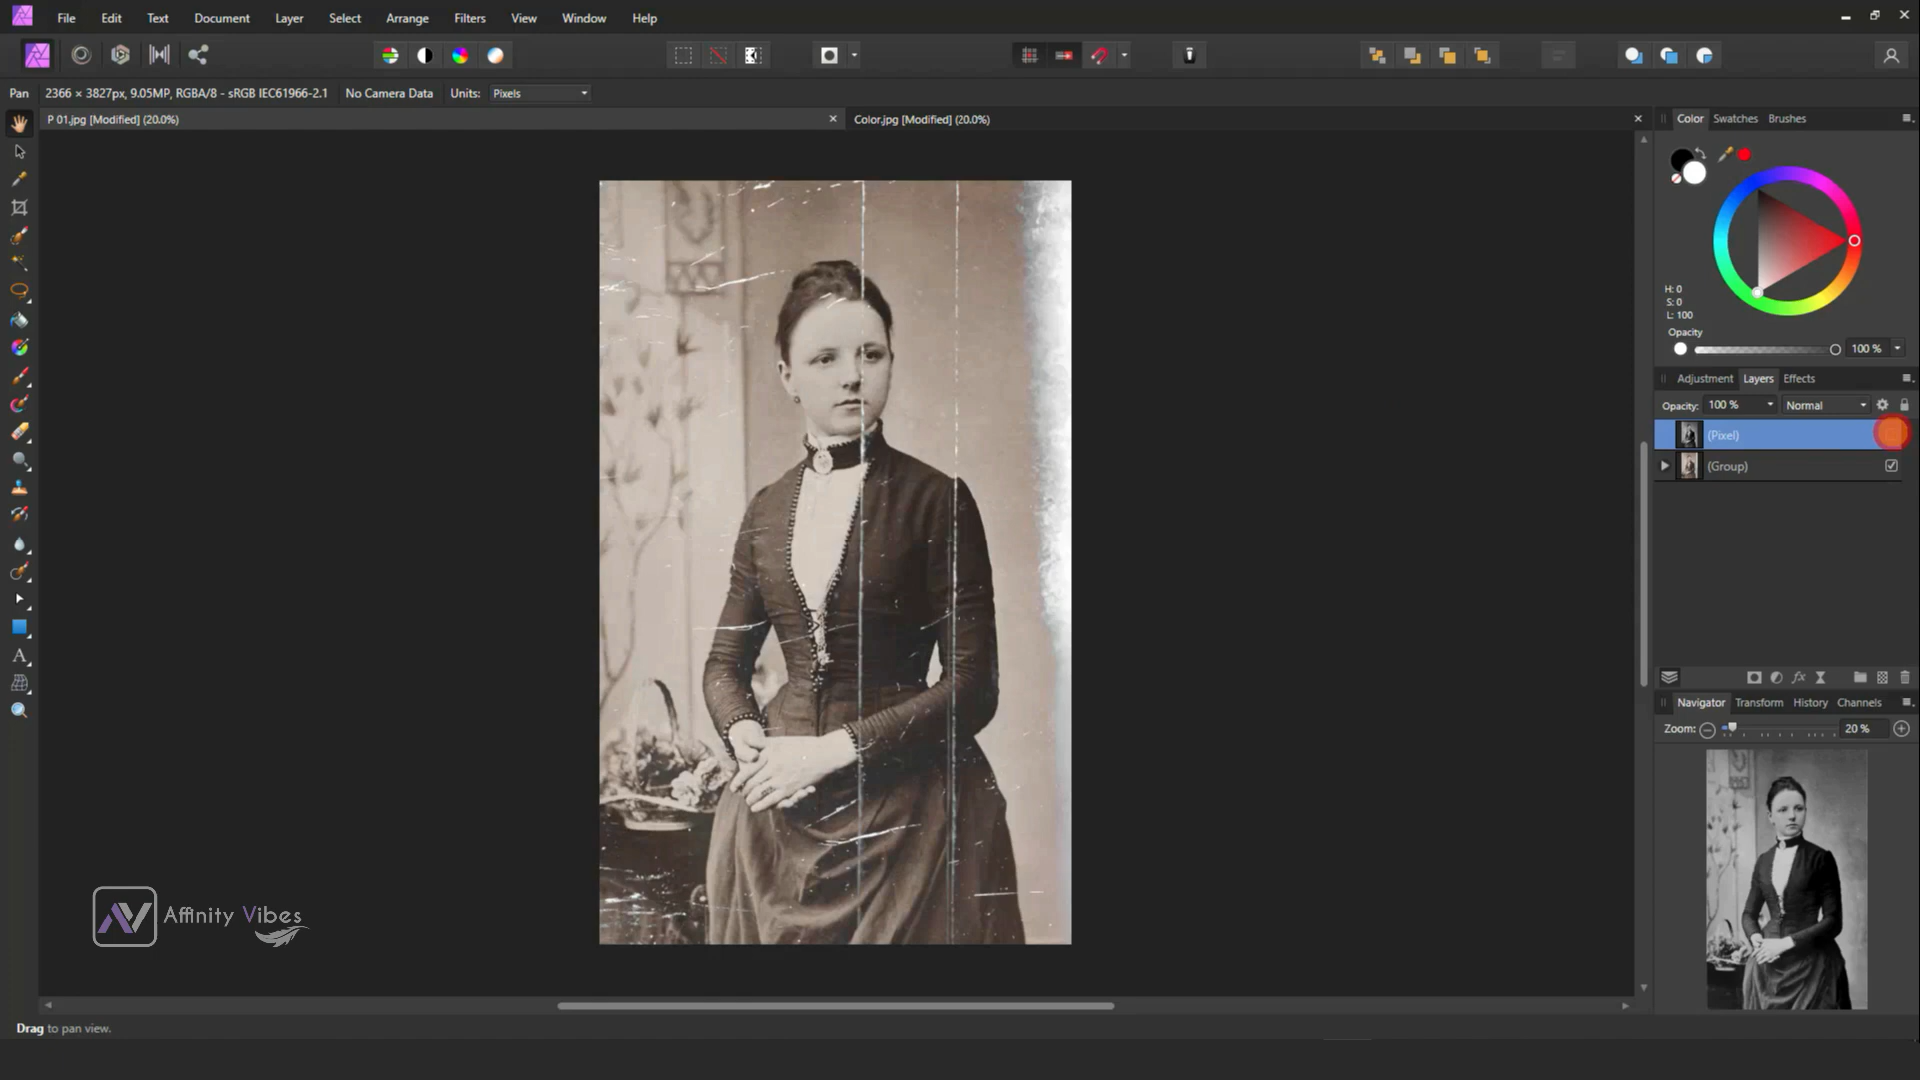 File Edit Text Document Layer Select Arrange Filters View Window Help
Pan 2366 × 3827px, 9.05MP, RGBA/8 - sRGB IEC61966-2.1 No Camera Data Units: Pixels
P 01.jpg [Modified] (20.0%) Color.jpg [Modified] (20.0%)
Color Swatches Brushes
H: 0
S: 0
L: 100
Opacity
100 %
Adjustment Layers Effects
Opacity: 100 % Normal
(Pixel)
(Group)
Navigator Transform History Channels
Zoom: 20 %
AV Affinity Vibes
Drag to pan view.